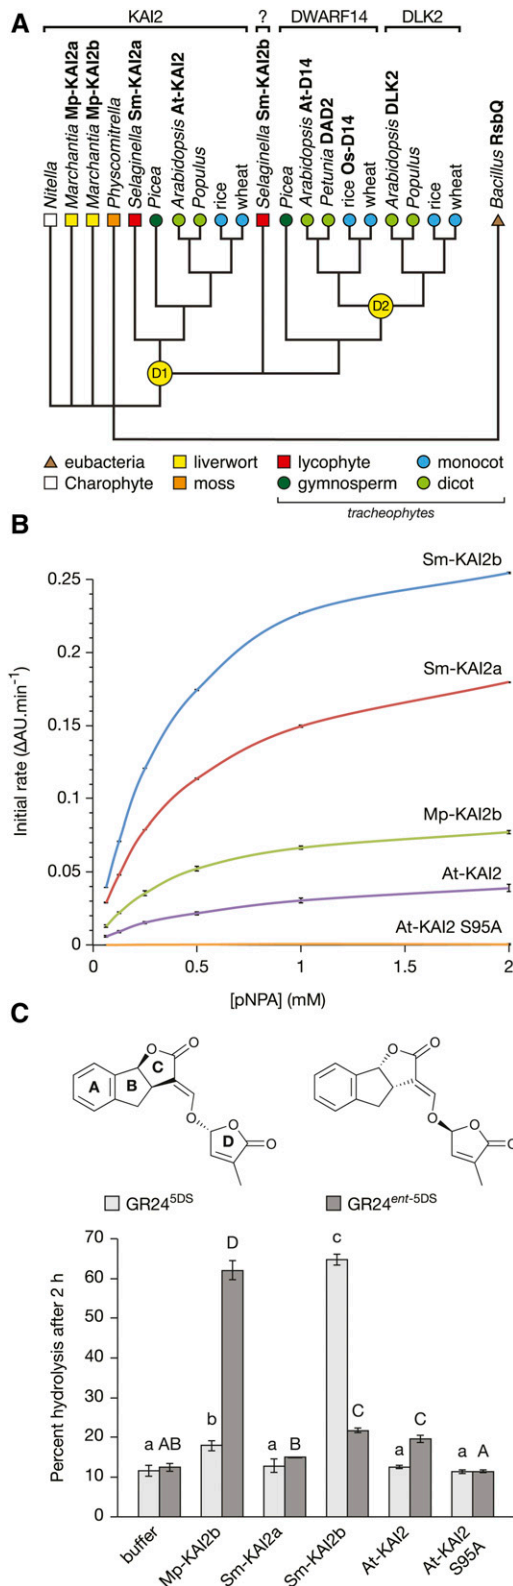 A
KAI2
?
DWARF14
DLK2
Nitella
Marchantia Mp-KAI2a
Marchantia Mp-KAI2b
Physcomitrella
Selaginella Sm-KAI2a
Picea
Arabidopsis At-KAI2
Populus
rice
wheat
Selaginella Sm-KAI2b
Picea
Arabidopsis At-D14
Petunia DAD2
rice Os-D14
wheat
Arabidopsis DLK2
Populus
rice
wheat
Bacillus RsbQ
D2
D1
eubacteria
liverwort
lycophyte
monocot
Charophyte
moss
gymnosperm
dicot
tracheophytes
B
Sm-KAI2b
0.25
0.2
Sm-KAI2a
0.15
Initial rate (ΔAU.min⁻¹)
0.1
Mp-KAI2b
0.05
At-KAI2
At-KAI2 S95A
0
0
0.5
1
1.5
2
[pNPA] (mM)
C
O
O
C
A
B
O
O
D
O
O
O
O
O
O
GR24⁵ᴰˢ
GR24ᵉⁿᵗ⁻⁵ᴰˢ
70
60
50
40
30
20
10
0
Percent hydrolysis after 2 h
a
AB
b
D
a
B
c
C
a
C
a
A
buffer
Mp-KAI2b
Sm-KAI2a
Sm-KAI2b
At-KAI2
At-KAI2
S95A